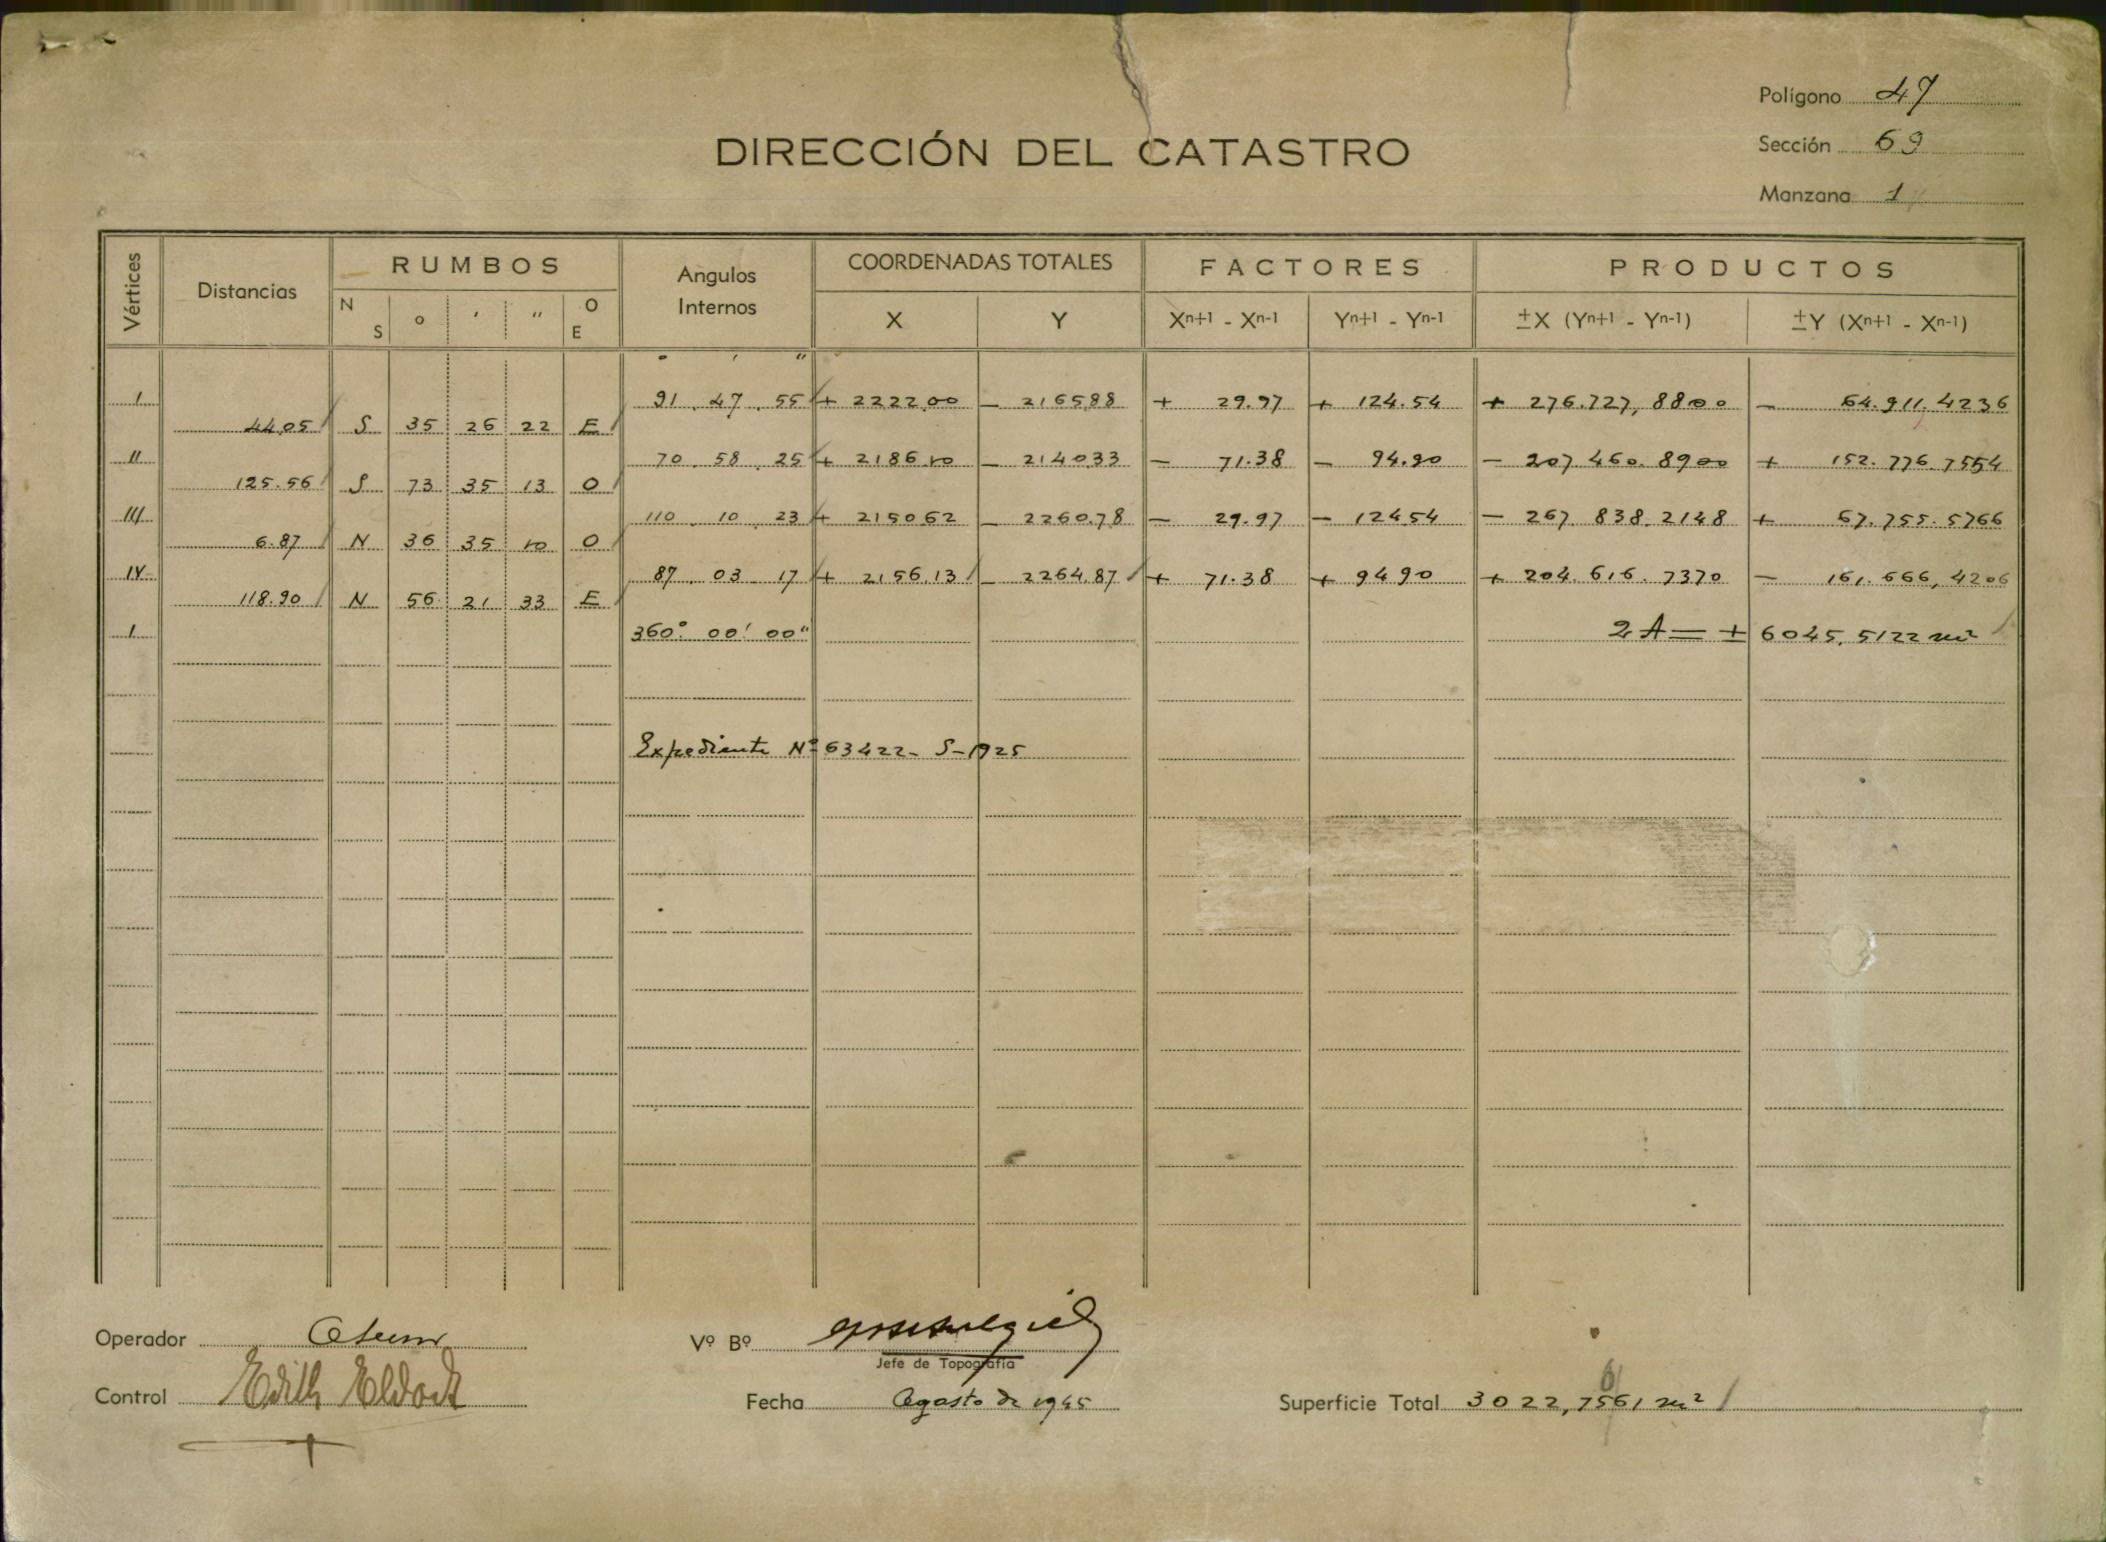 Polígono 47
DIRECCIÓN DEL CATASTRO
Sección 69
Manzana 1
Vértices Distancias RUMBOS Angulos Internos COORDENADAS TOTALES FACTORES PRODUCTOS
N S ° ′ ″ O E X Y Xn+1 - Xn-1 Yn+1 - Yn-1 ±X (Yn+1 - Yn-1) ±Y (Xn+1 - Xn-1)
° ′ ″
I 91 47 55 + 2222,00 - 2165,88 + 29.97 + 124.54 + 276.727,8800 - 64.911,4236
44,05 S 35 26 22 E
II 70 58 25 + 2186,10 - 2140,33 - 71.38 - 94.90 - 207.460.8900 + 152.776.7554
125.56 S 73 35 13 O
III 110 10 23 + 2150,62 - 2260,78 - 29.97 - 124,54 - 267.838.2148 + 67.755.5766
6.87 N 36 35 10 O
IV 87 03 17 + 2156,13 - 2264,87 + 71.38 + 94.90 + 204.616.7370 - 161.666,4206
118.90 N 56 21 33 E
I 360° 00' 00" 2A = + 6045,5122 m²
Expediente Nº 63422- S-1925
Operador
Vº Bº
Jefe de Topografía
Control Edith
Fecha Agosto de 1945
Superficie Total 3022,7561 m²